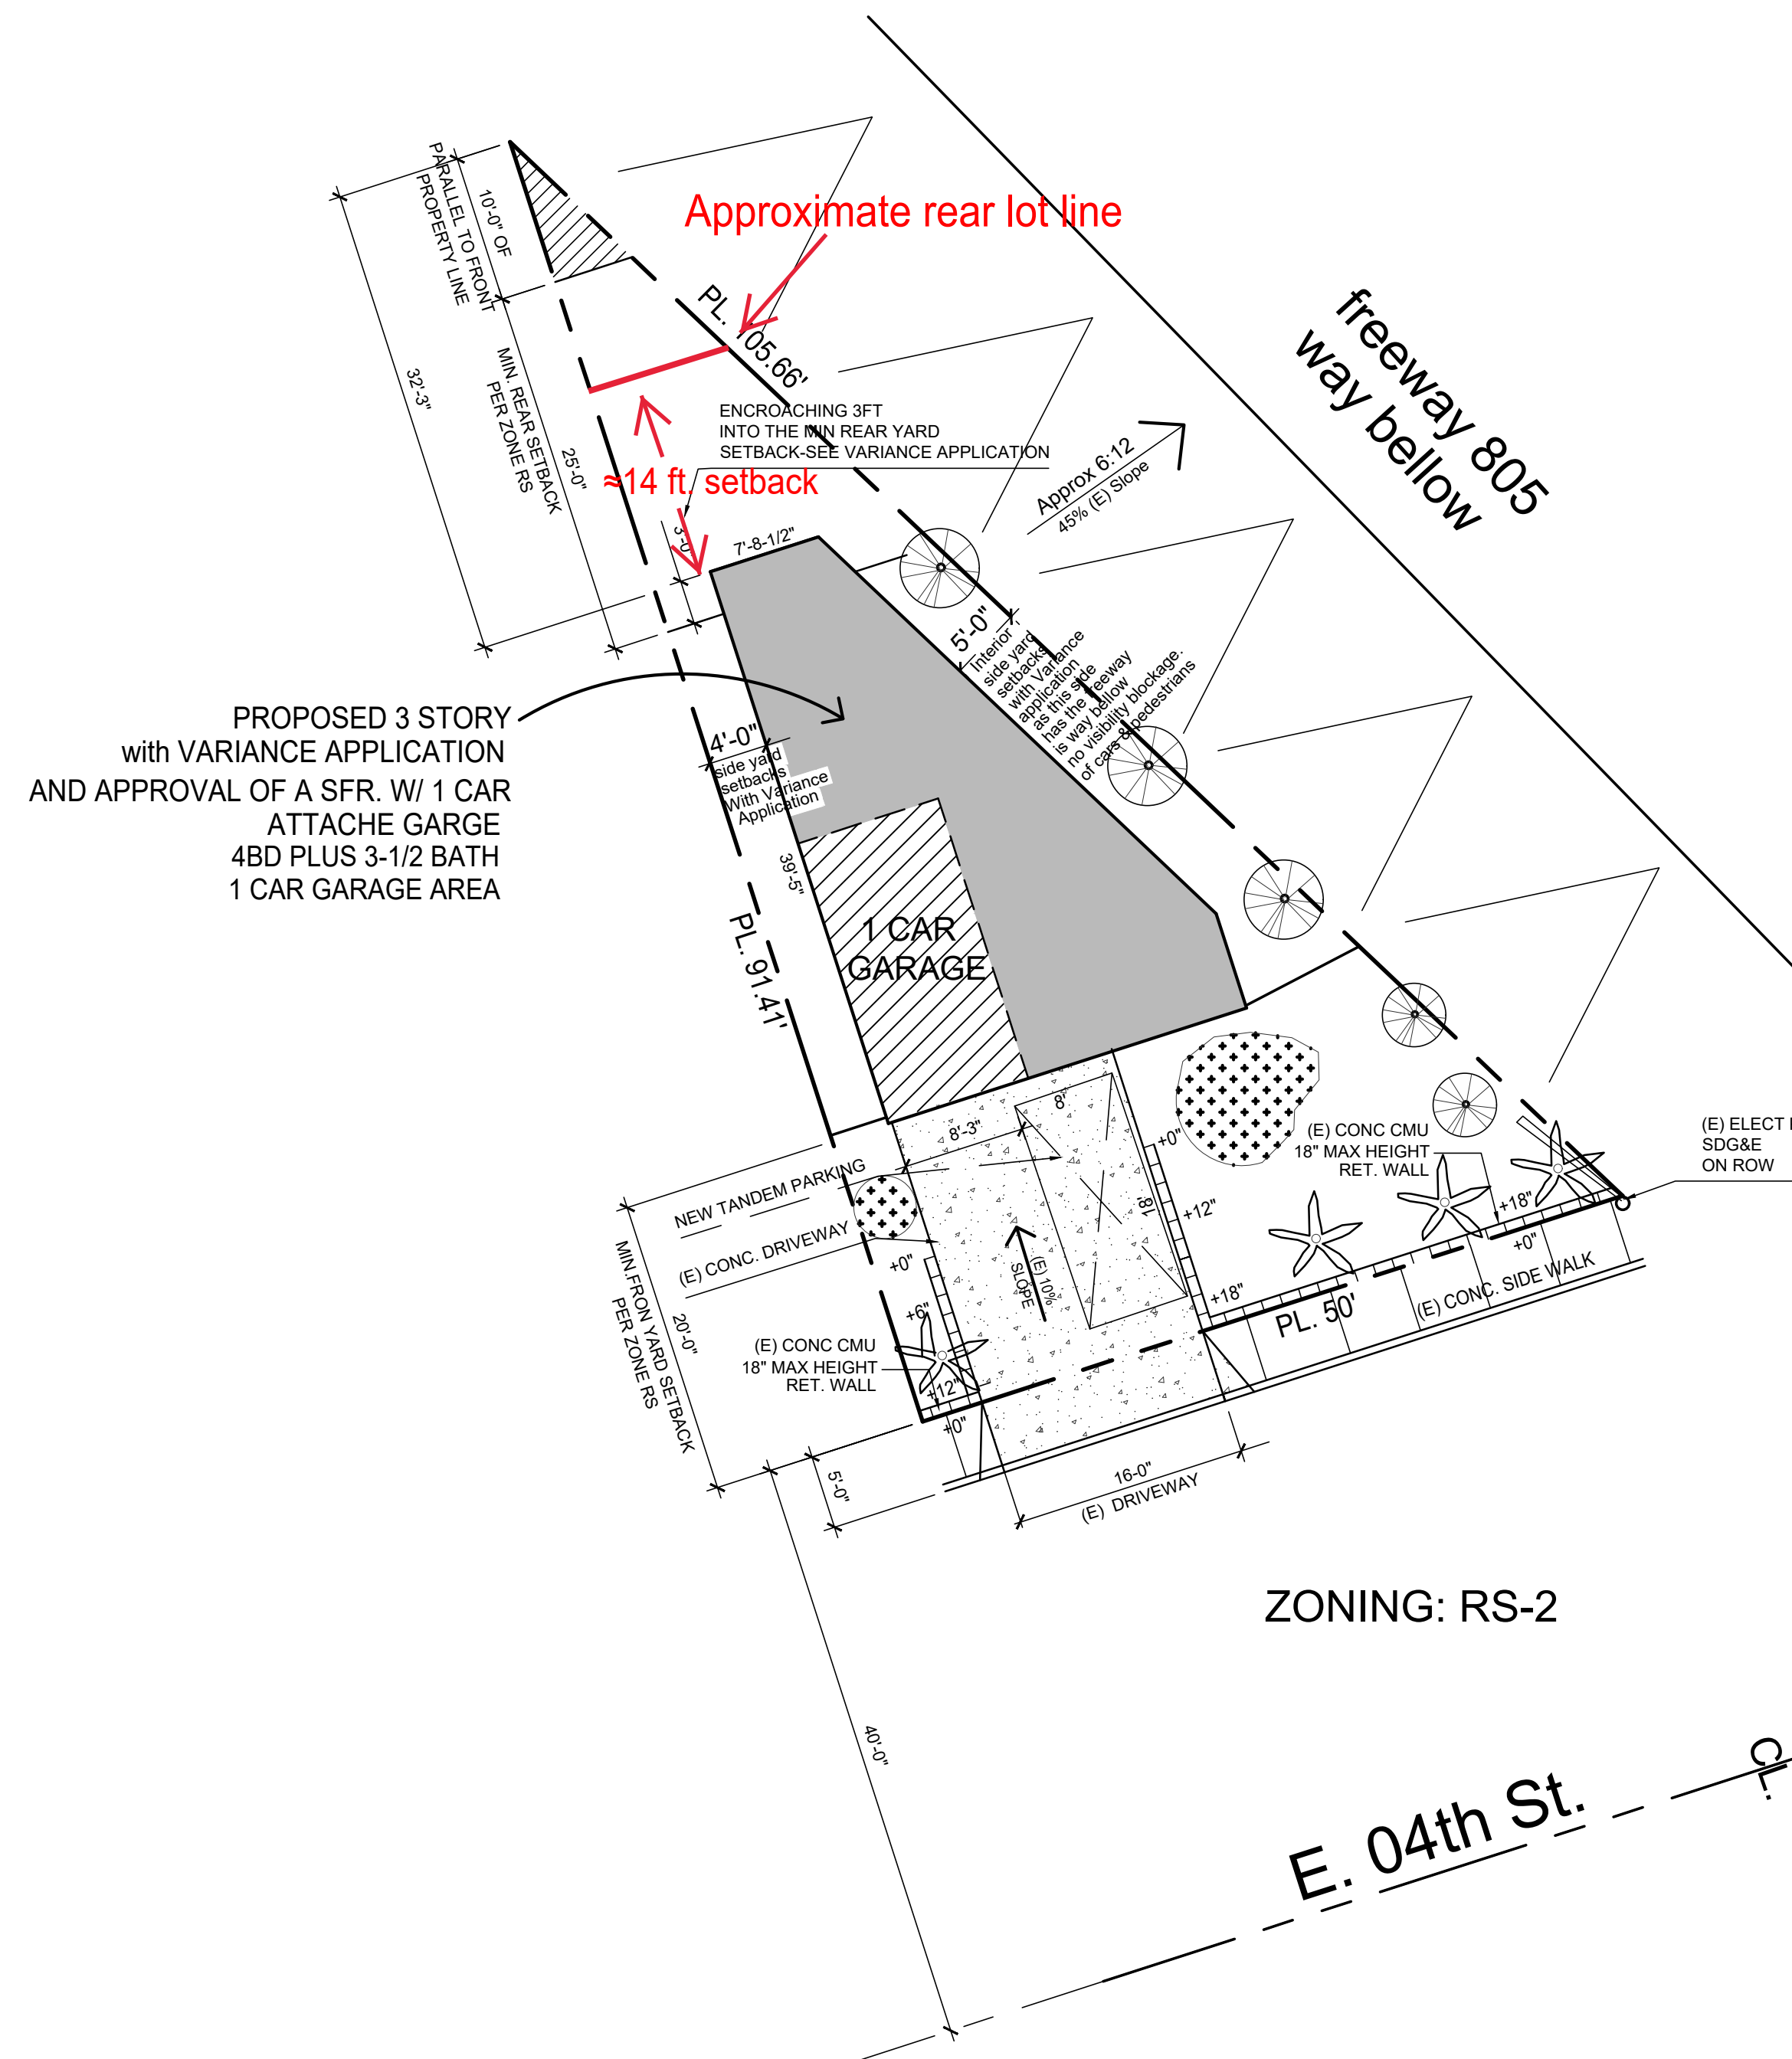 Approximate rear lot line
PARALLEL TO FRONT
PROPERTY LINE
10'-0" OF
32'-3"
MIN. REAR SETBACK
PER ZONE RS
25'-0"
PL. 105.66'
freeway 805
way bellow
ENCROACHING 3FT
INTO THE MIN REAR YARD
SETBACK-SEE VARIANCE APPLICATION
≈14 ft. setback
Approx 6:12
45% (E) Slope
3'-0"
7'-8-1/2"
5'-0"
Interior
side yard
setbacks
with Variance
application
as this side
has the freeway
is way bellow
no visibility blockage.
of cars & pedestrians
PROPOSED 3 STORY
with VARIANCE APPLICATION
AND APPROVAL OF A SFR. W/ 1 CAR
ATTACHE GARGE
4BD PLUS 3-1/2 BATH
1 CAR GARAGE AREA
4'-0"
side yard
setbacks
With Variance
Application
39'-5"
1 CAR
GARAGE
PL. 91.41'
8'
8'-3"
18'
NEW TANDEM PARKING
(E) CONC. DRIVEWAY
+0"
+12"
+18"
(E) CONC CMU
18" MAX HEIGHT
RET. WALL
(E) ELECT
SDG&E
ON ROW
+18"
+0"
(E) CONC. SIDE WALK
PL. 50'
(E) 10%
SLOPE
+0"
+6"
+12"
+0"
(E) CONC CMU
18" MAX HEIGHT
RET. WALL
MIN.FRON YARD SETBACK
PER ZONE RS
20'-0"
5'-0"
16-0"
(E) DRIVEWAY
40'-0"
ZONING: RS-2
E. 04th St.
CL.